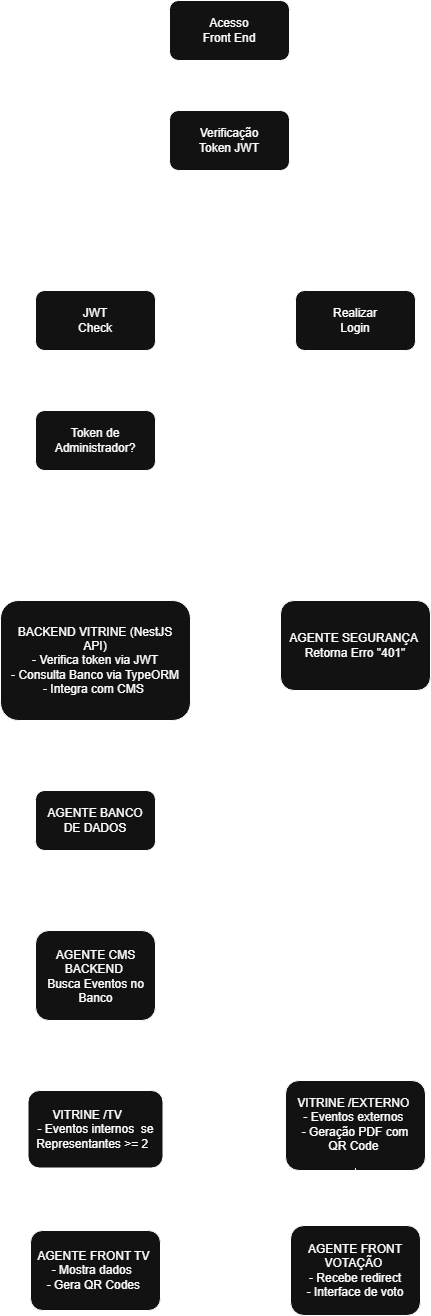 Acesso
Front End
Verificação
Token JWT
JWT
Check
Realizar
Login
Token de
Administrador?
BACKEND VITRINE (NestJS
API)
- Verifica token via JWT
- Consulta Banco via TypeORM
- Integra com CMS
AGENTE SEGURANÇA
Retorna Erro "401"
AGENTE BANCO
DE DADOS
AGENTE CMS
BACKEND
Busca Eventos no
Banco
VITRINE /TV
- Eventos internos se
Representantes >= 2
VITRINE /EXTERNO
- Eventos externos
- Geração PDF com
QR Code
AGENTE FRONT TV
- Mostra dados
- Gera QR Codes
AGENTE FRONT
VOTAÇÃO
- Recebe redirect
- Interface de voto